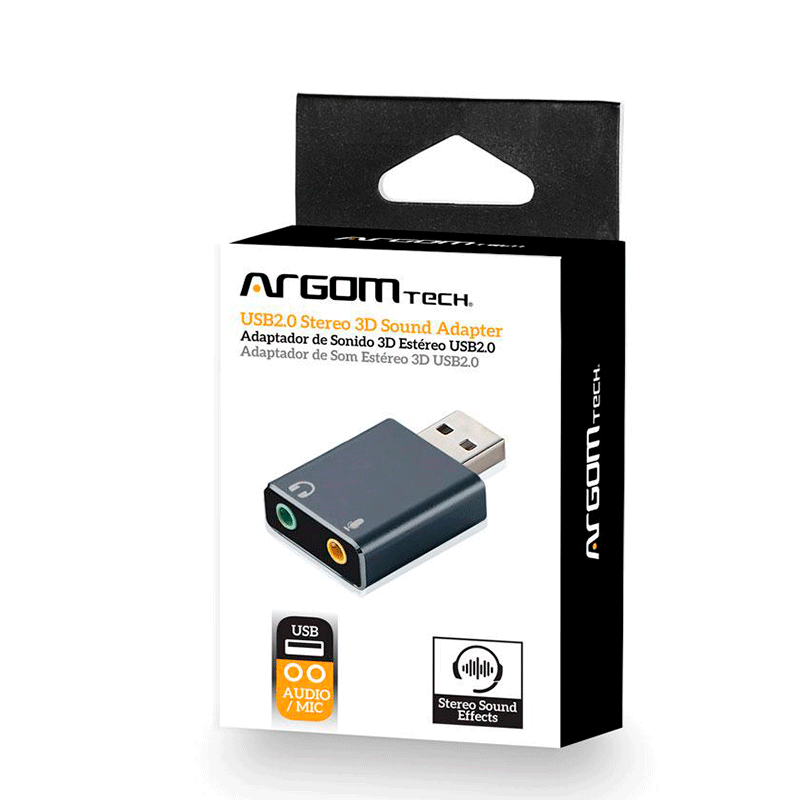 ARGOM TECH
ARGOM TECH®
USB2.0 Stereo 3D Sound Adapter
Adaptador de Sonido 3D Estéreo USB2.0
Adaptador de Som Estéreo 3D USB2.0
ARGOM TECH®
USB
AUDIO
/ MIC
Stereo Sound
Effects